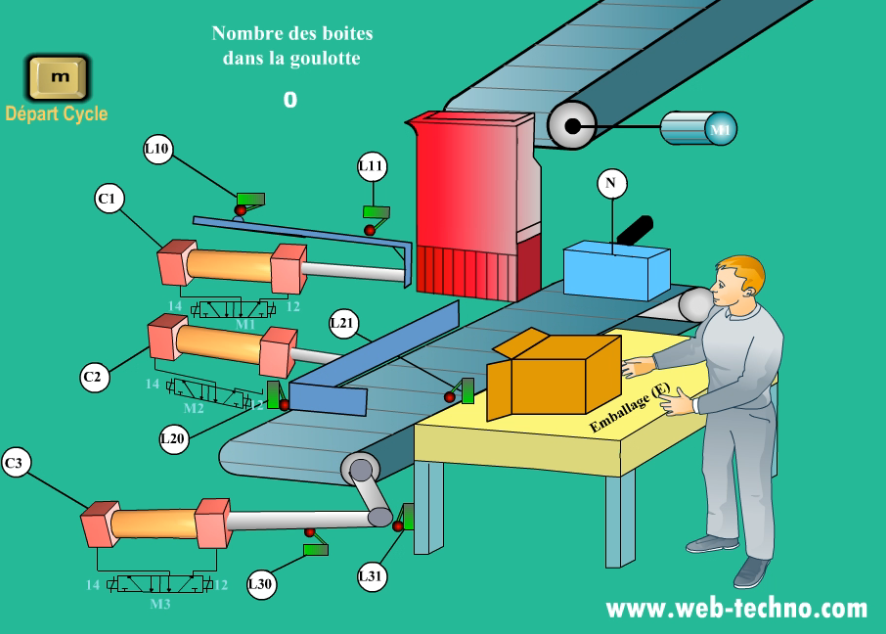 Nombre des boites
dans la goulotte
0
m
Départ Cycle
M1
L10
L11
C1
N
14
12
M1
L21
C2
14
M2
12
Emballage (E)
L20
C3
14
12
M3
L30
L31
www.web-techno.com